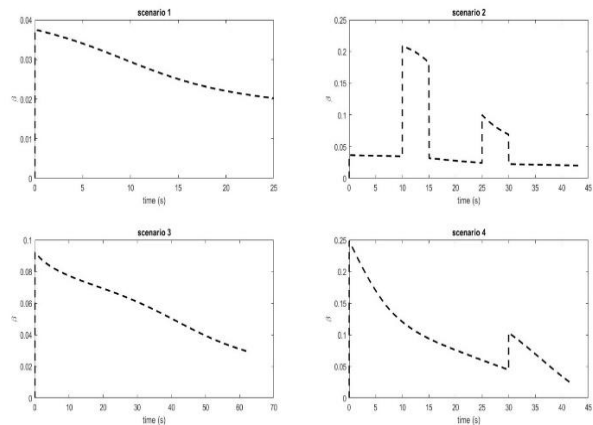 scenario 1
0.04
0.03
0.02
0.01
0
β
0 5 10 15 20 25
time (s)
scenario 2
0.25
0.2
0.15
0.1
0.05
0
β
0 5 10 15 20 25 30 35 40 45
time (s)
scenario 3
0.1
0.08
0.06
0.04
0.02
0
β
0 10 20 30 40 50 60 70
time (s)
scenario 4
0.25
0.2
0.15
0.1
0.05
0
β
0 5 10 15 20 25 30 35 40 45
time (s)